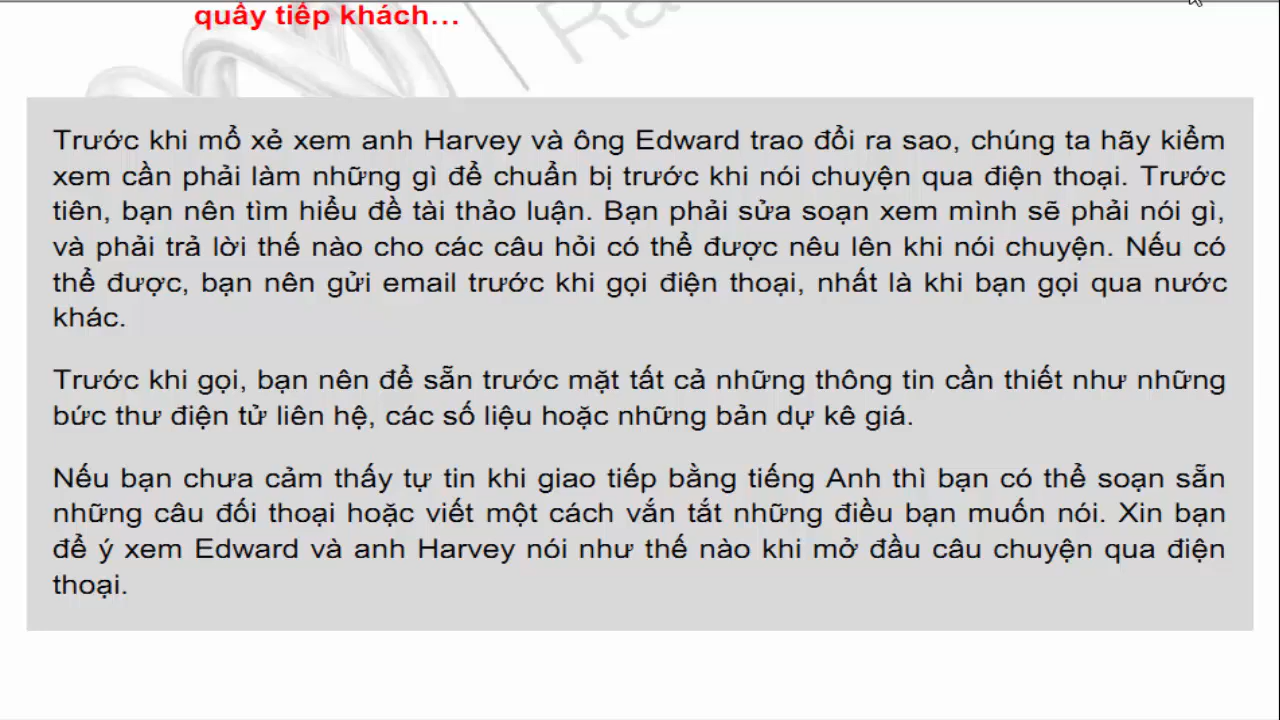 quầy tiếp khách...
Ra
Trước khi mổ xẻ xem anh Harvey và ông Edward trao đổi ra sao, chúng ta hãy kiểm
xem cần phải làm những gì để chuẩn bị trước khi nói chuyện qua điện thoại. Trước
tiên, bạn nên tìm hiểu đề tài thảo luận. Bạn phải sửa soạn xem mình sẽ phải nói gì,
và phải trả lời thế nào cho các câu hỏi có thể được nêu lên khi nói chuyện. Nếu có
thể được, bạn nên gửi email trước khi gọi điện thoại, nhất là khi bạn gọi qua nước
khác.
Trước khi gọi, bạn nên để sẵn trước mặt tất cả những thông tin cần thiết như những
bức thư điện tử liên hệ, các số liệu hoặc những bản dự kê giá.
Nếu bạn chưa cảm thấy tự tin khi giao tiếp bằng tiếng Anh thì bạn có thể soạn sẵn
những câu đối thoại hoặc viết một cách vắn tắt những điều bạn muốn nói. Xin bạn
để ý xem Edward và anh Harvey nói như thế nào khi mở đầu câu chuyện qua điện
thoại.